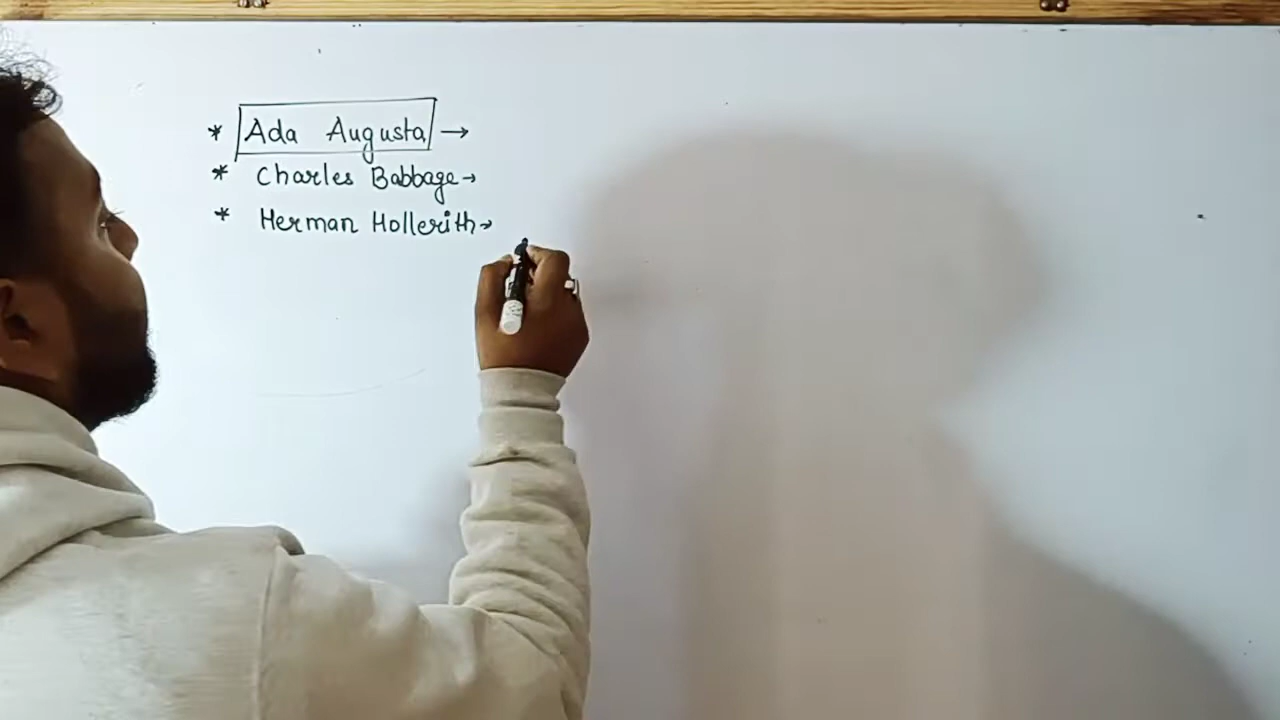 * Ada Augusta →
* Charles Babbage →
* Herman Hollerith →